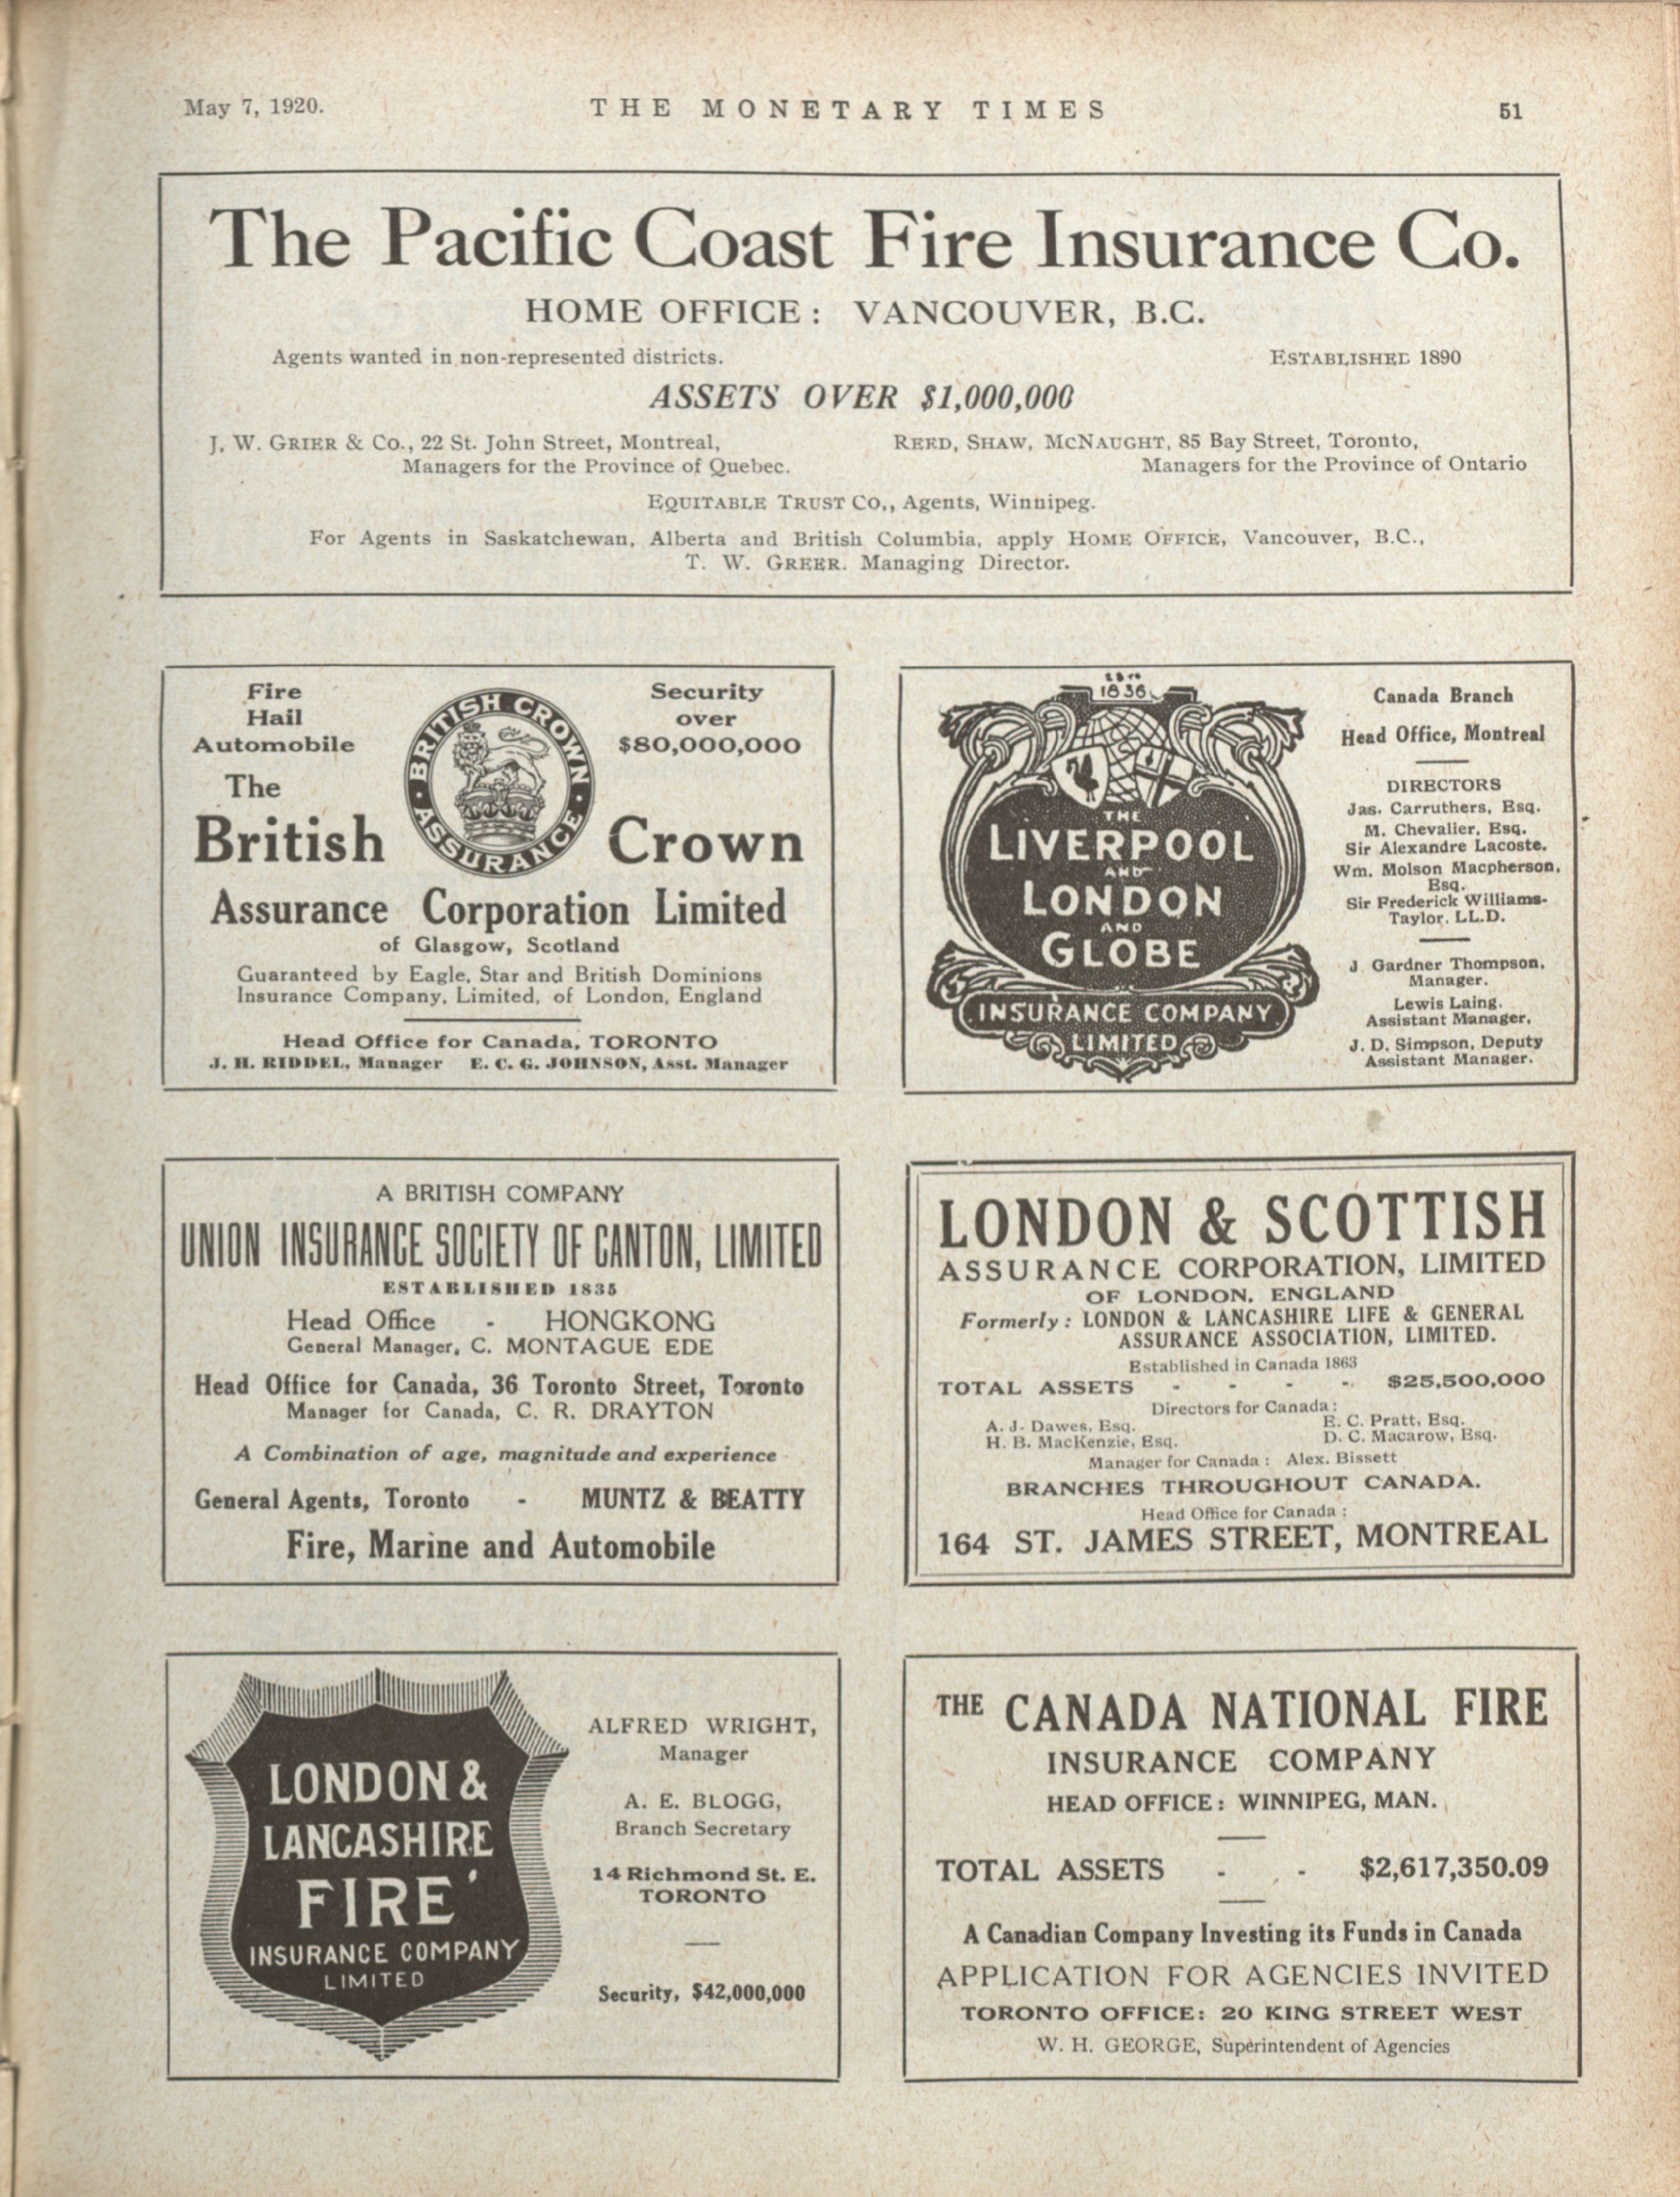 May 7, 1920.
THE MONETARY TIMES
51
The Pacific Coast Fire Insurance Co.
HOME OFFICE: VANCOUVER, B.C.
Agents wanted in non-represented districts.
ESTABLISHED 1890
ASSETS OVER $1,000,000
J. W. GRIER & CO., 22 St. John Street, Montreal,
Managers for the Province of Quebec.
REED, SHAW, MCNAUGHT, 85 Bay Street, Toronto,
Managers for the Province of Ontario
EQUITABLE TRUST CO., Agents, Winnipeg.
For Agents in Saskatchewan, Alberta and British Columbia, apply HOME OFFICE, Vancouver, B.C.,
T. W. GREER. Managing Director.
Fire
Hail
Automobile
BRITISH CROWN
ASSURANCE
Security
over
$80,000,000
The
British Crown
Assurance Corporation Limited
of Glasgow, Scotland
Guaranteed by Eagle, Star and British Dominions
Insurance Company, Limited, of London, England
Head Office for Canada, TORONTO
J. H. RIDDEL, Manager E. C. G. JOHNSON, Asst. Manager
1836
THE
LIVERPOOL
AND
LONDON
AND
GLOBE
INSURANCE COMPANY
LIMITED
Canada Branch
Head Office, Montreal
DIRECTORS
Jas. Carruthers, Esq.
M. Chevalier, Esq.
Sir Alexandre Lacoste.
Wm. Molson Macpherson,
Esq.
Sir Frederick Williams-
Taylor, LL.D.
J Gardner Thompson,
Manager.
Lewis Laing,
Assistant Manager,
J. D. Simpson, Deputy
Assistant Manager.
A BRITISH COMPANY
UNION INSURANCE SOCIETY OF CANTON, LIMITED
ESTABLISHED 1835
Head Office - HONGKONG
General Manager, C. MONTAGUE EDE
Head Office for Canada, 36 Toronto Street, Toronto
Manager for Canada, C. R. DRAYTON
A Combination of age, magnitude and experience
General Agents, Toronto - MUNTZ & BEATTY
Fire, Marine and Automobile
LONDON & SCOTTISH
ASSURANCE CORPORATION, LIMITED
OF LONDON, ENGLAND
Formerly: LONDON & LANCASHIRE LIFE & GENERAL
ASSURANCE ASSOCIATION, LIMITED.
Established in Canada 1863
TOTAL ASSETS - - - - $25,500,000
Directors for Canada:
A. J. Dawes, Esq. E. C. Pratt, Esq.
H. B. MacKenzie, Esq. D. C. Macarow, Esq.
Manager for Canada: Alex. Bissett
BRANCHES THROUGHOUT CANADA.
Head Office for Canada:
164 ST. JAMES STREET, MONTREAL
LONDON &
LANCASHIRE
FIRE
INSURANCE COMPANY
LIMITED
ALFRED WRIGHT,
Manager
A. E. BLOGG,
Branch Secretary
14 Richmond St. E.
TORONTO
Security, $42,000,000
THE CANADA NATIONAL FIRE
INSURANCE COMPANY
HEAD OFFICE: WINNIPEG, MAN.
TOTAL ASSETS - - $2,617,350.09
A Canadian Company Investing its Funds in Canada
APPLICATION FOR AGENCIES INVITED
TORONTO OFFICE: 20 KING STREET WEST
W. H. GEORGE, Superintendent of Agencies